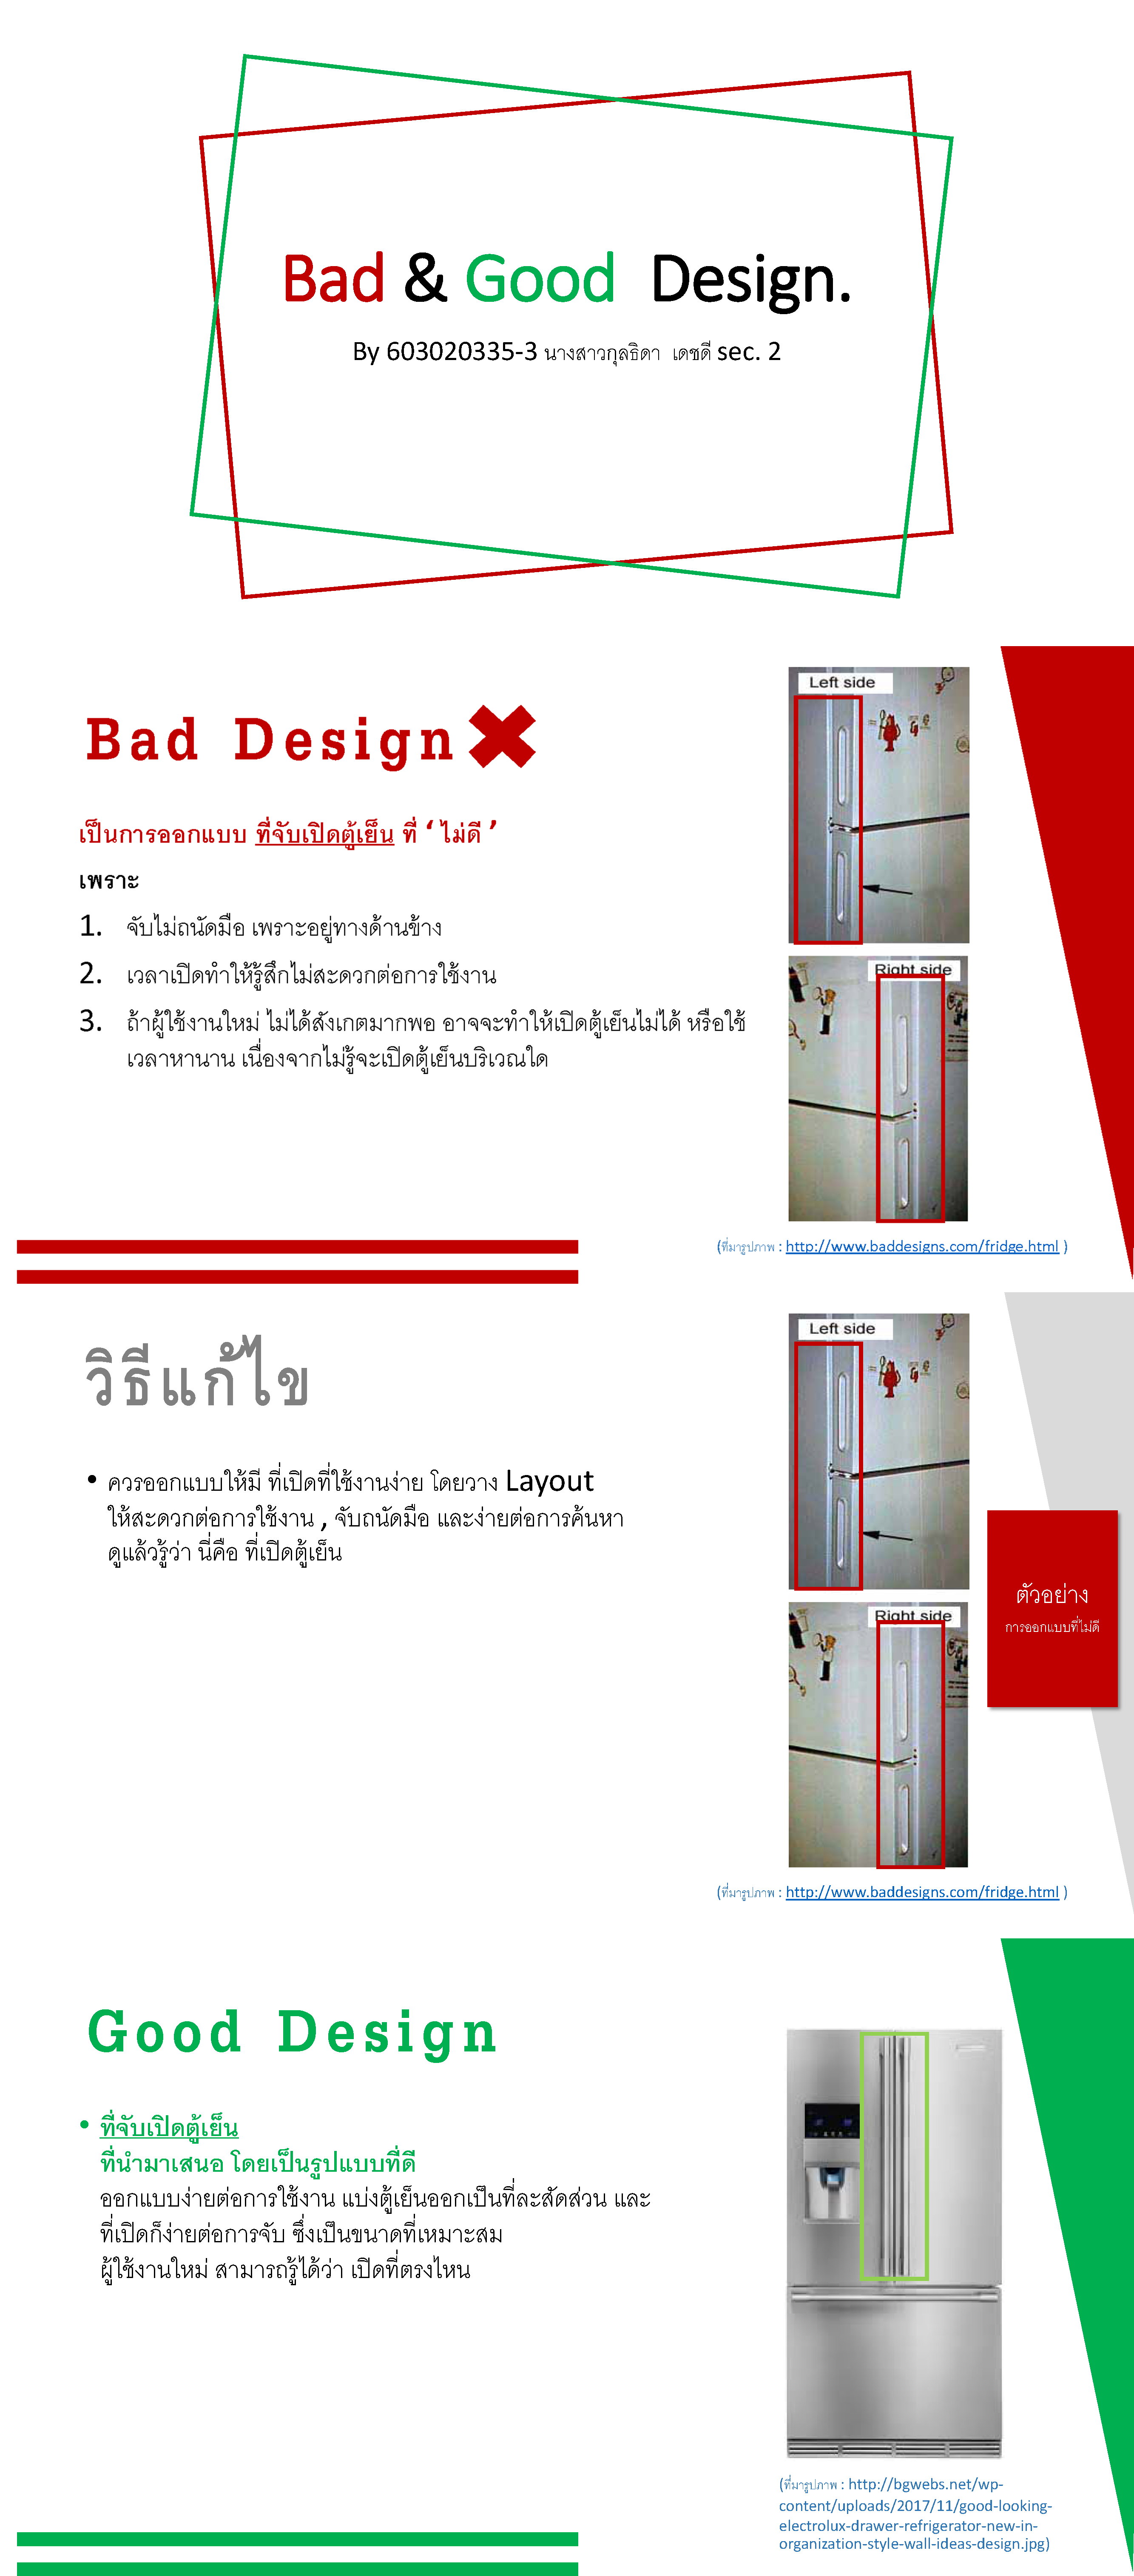 Bad & Good Design.
By 603020335-3 นางสาวกุลธิดา เดชดี sec. 2
Bad Design
เป็นการออกแบบ ที่จับเปิดตู้เย็น ที่ ‘ ไม่ดี ’
เพราะ
1. จับไม่ถนัดมือ เพราะอยู่ทางด้านข้าง
2. เวลาเปิดทำให้รู้สึกไม่สะดวกต่อการใช้งาน
3. ถ้าผู้ใช้งานใหม่ ไม่ได้สังเกตมากพอ อาจจะทำให้เปิดตู้เย็นไม่ได้ หรือใช้
เวลาหานาน เนื่องจากไม่รู้จะเปิดตู้เย็นบริเวณใด
Left side
Right side
(ที่มารูปภาพ : http://www.baddesigns.com/fridge.html )
วิธีแก้ไข
• ควรออกแบบให้มี ที่เปิดที่ใช้งานง่าย โดยวาง Layout
ให้สะดวกต่อการใช้งาน , จับถนัดมือ และง่ายต่อการค้นหา
ดูแล้วรู้ว่า นี่คือ ที่เปิดตู้เย็น
Left side
Right side
ตัวอย่าง
การออกแบบที่ไม่ดี
(ที่มารูปภาพ : http://www.baddesigns.com/fridge.html )
Good Design
• ที่จับเปิดตู้เย็น
ที่นำมาเสนอ โดยเป็นรูปแบบที่ดี
ออกแบบง่ายต่อการใช้งาน แบ่งตู้เย็นออกเป็นที่ละสัดส่วน และ
ที่เปิดก็ง่ายต่อการจับ ซึ่งเป็นขนาดที่เหมาะสม
ผู้ใช้งานใหม่ สามารถรู้ได้ว่า เปิดที่ตรงไหน
(ที่มารูปภาพ : http://bgwebs.net/wp-
content/uploads/2017/11/good-looking-
electrolux-drawer-refrigerator-new-in-
organization-style-wall-ideas-design.jpg)